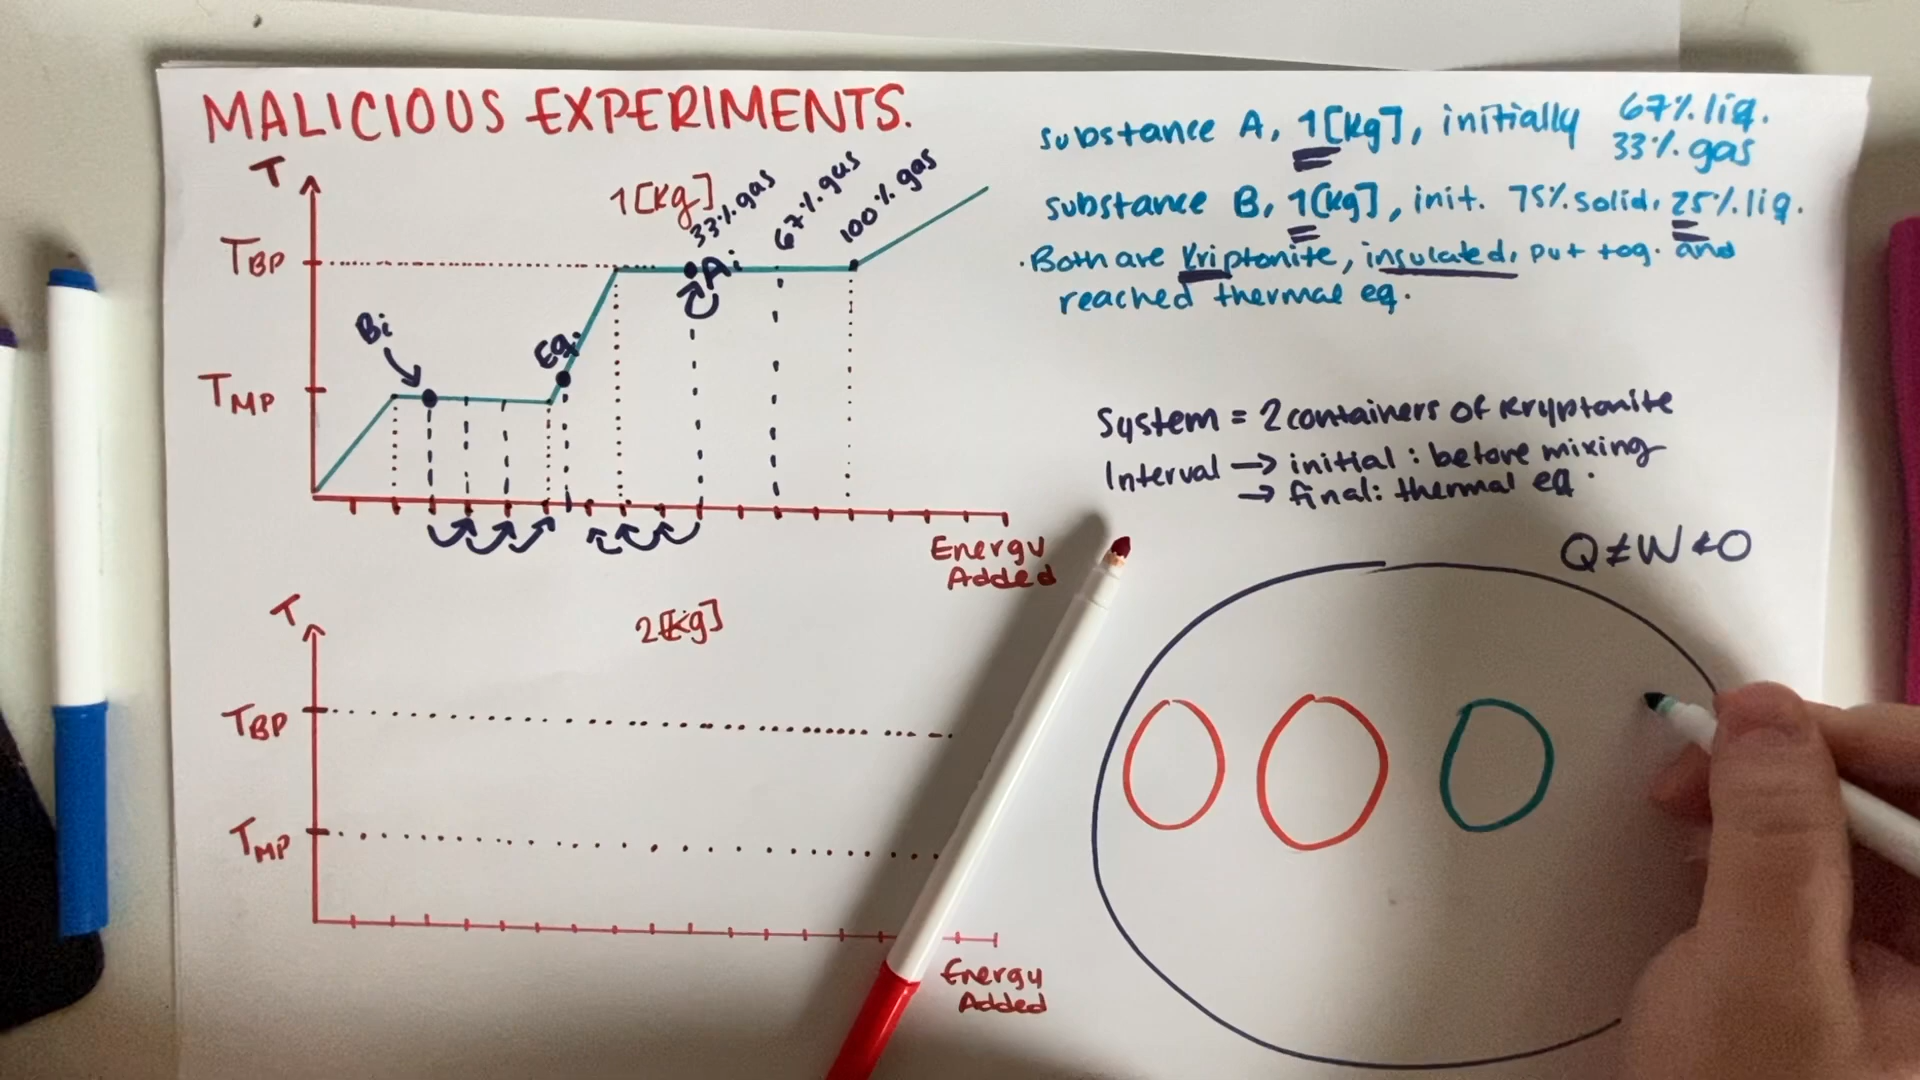 MALICIOUS EXPERIMENTS.
substance A, 1[kg], initially 67% liq.
33% gas
substance B, 1[kg], init. 75% solid, 25% liq.
• Both are Kriptonite, insulated, put tog. and
reached thermal eq.
T
1[kg]
33% gas
67% gas
100% gas
TBP
Ai
Bi
Eq.
TMP
Energy
Added
System = 2 containers of kryptonite
Interval → initial: before mixing
→ final: thermal eq.
T
2[kg]
TBP
TMP
Energy
Added